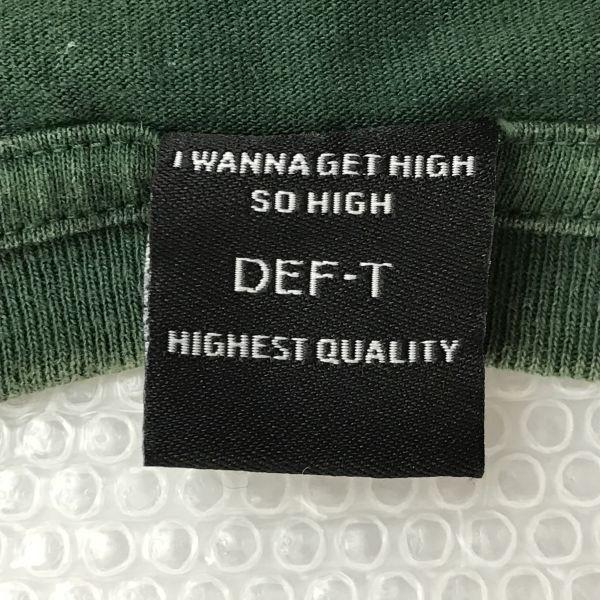 I WANNA GET HIGH
SO HIGH
DEF-T
HIGHEST QUALITY